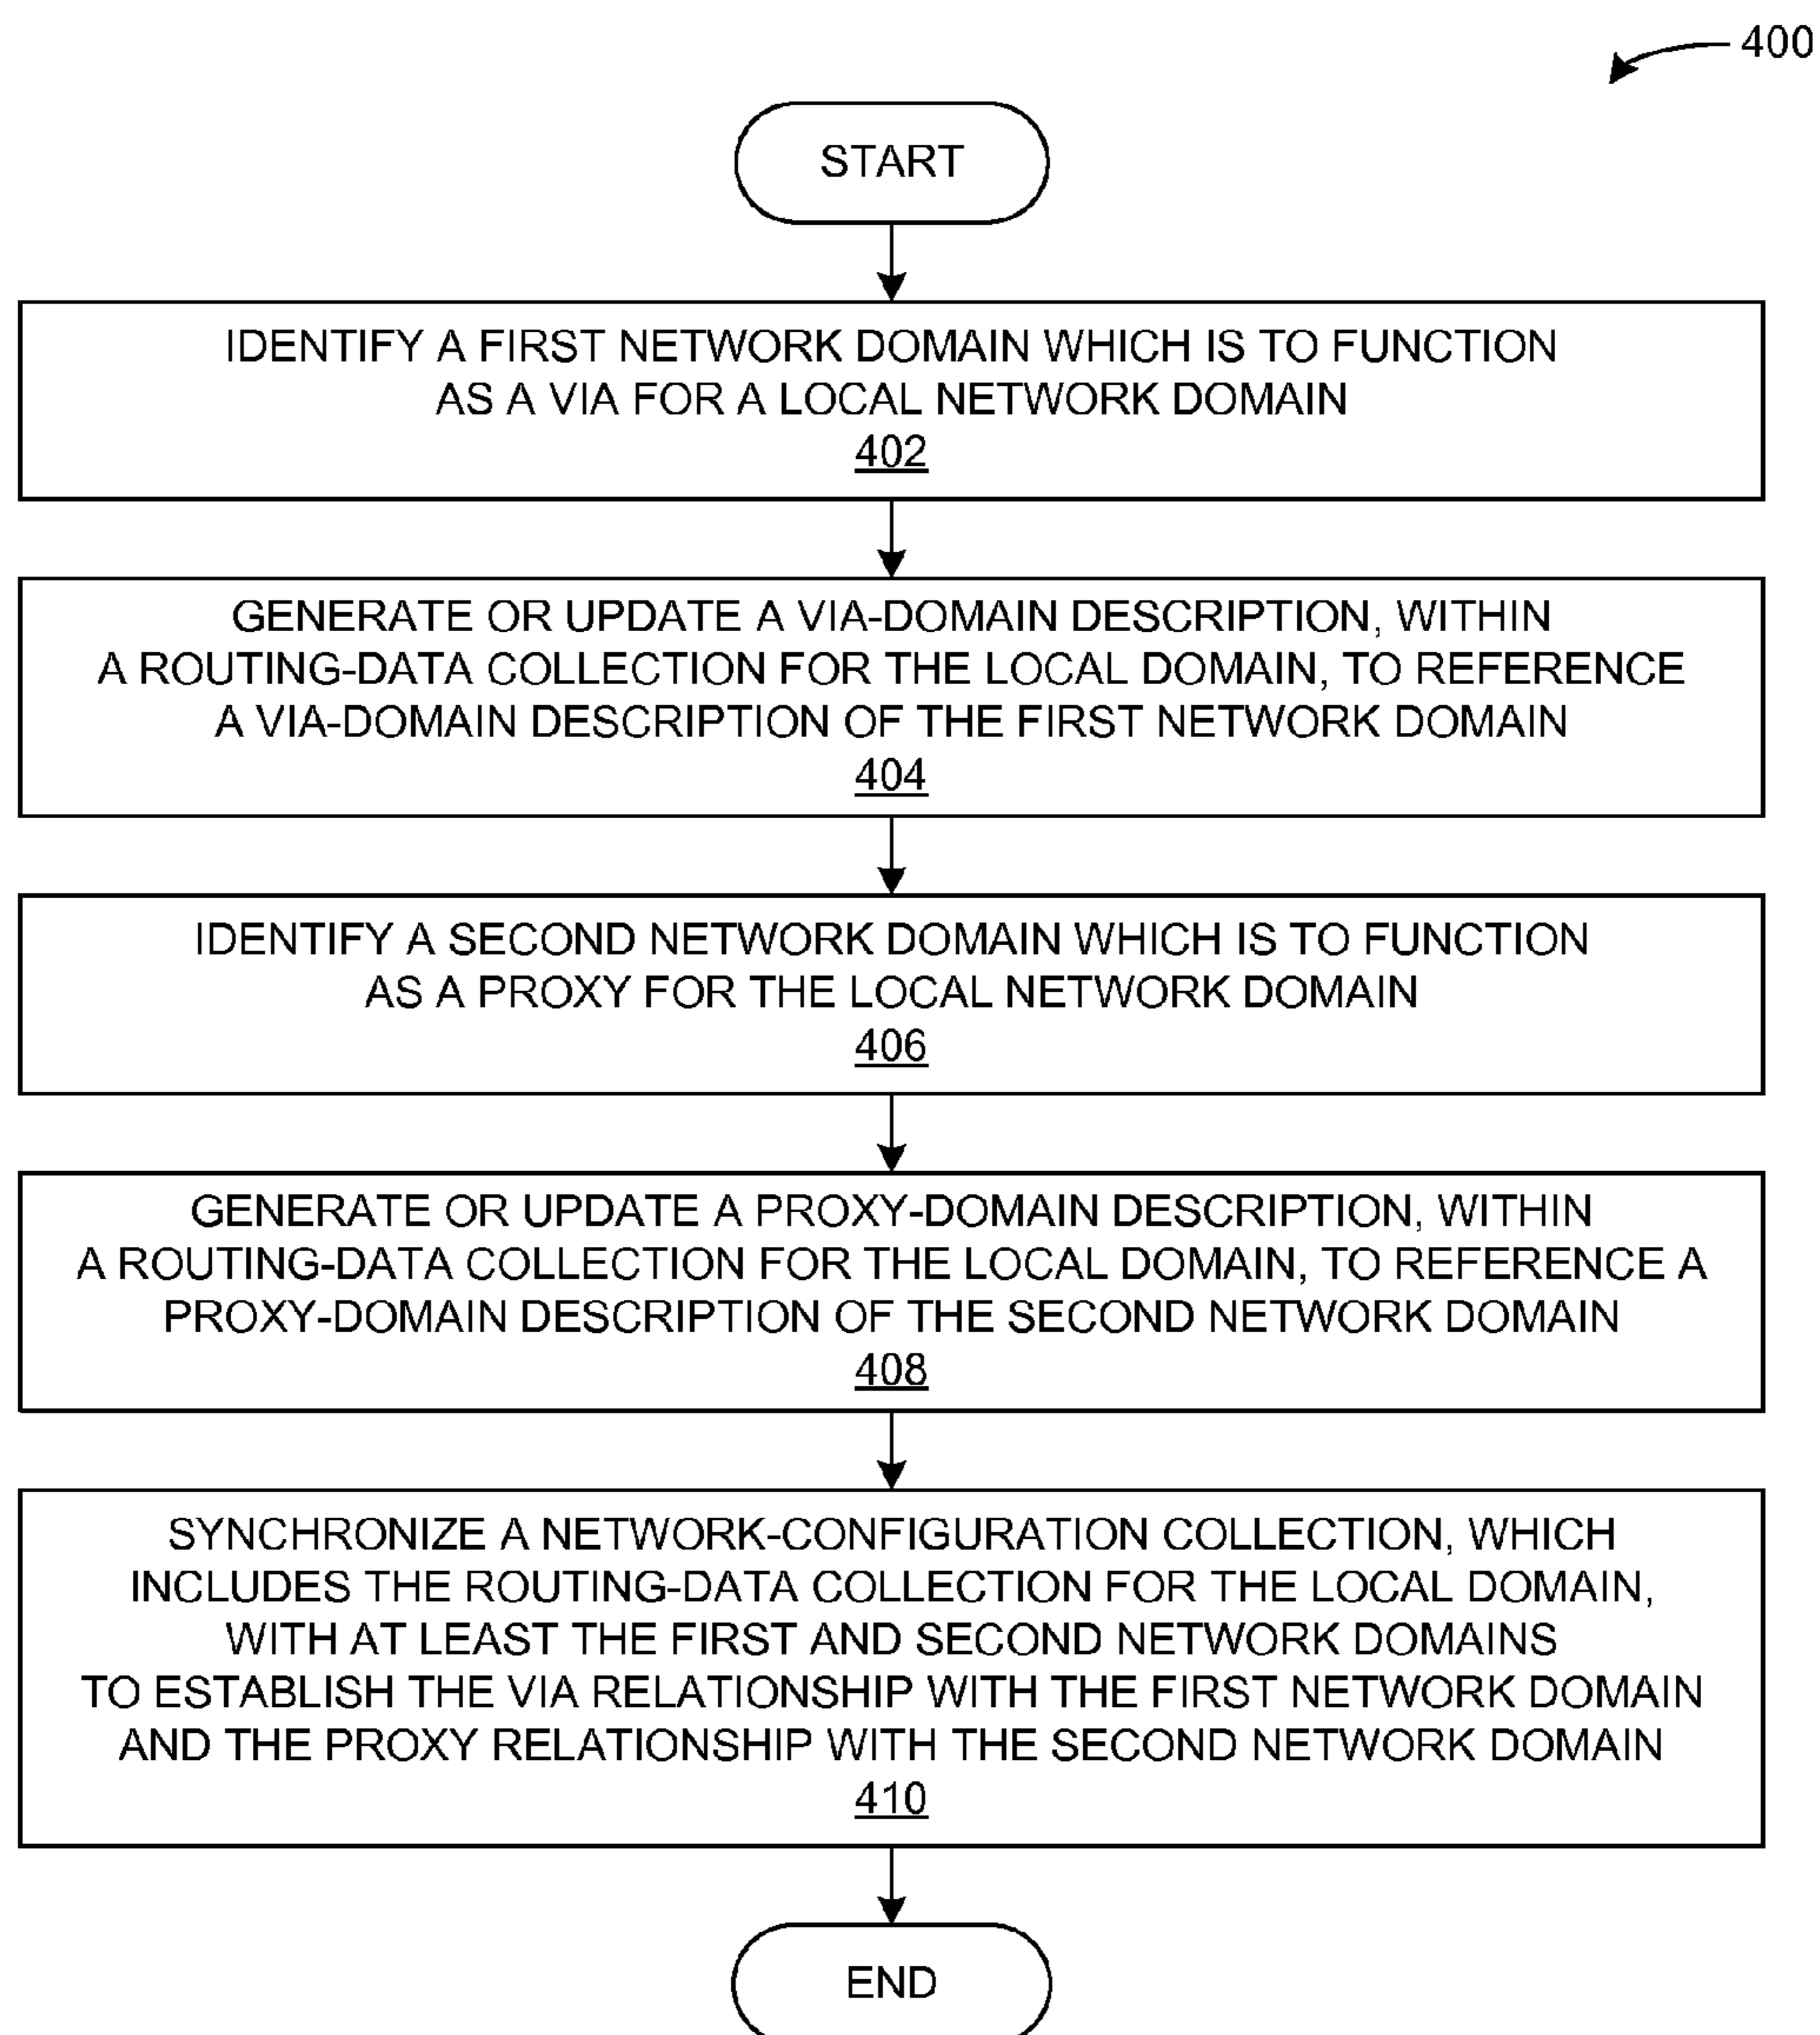 400
START
IDENTIFY A FIRST NETWORK DOMAIN WHICH IS TO FUNCTION
AS A VIA FOR A LOCAL NETWORK DOMAIN
402
GENERATE OR UPDATE A VIA-DOMAIN DESCRIPTION, WITHIN
A ROUTING-DATA COLLECTION FOR THE LOCAL DOMAIN, TO REFERENCE
A VIA-DOMAIN DESCRIPTION OF THE FIRST NETWORK DOMAIN
404
IDENTIFY A SECOND NETWORK DOMAIN WHICH IS TO FUNCTION
AS A PROXY FOR THE LOCAL NETWORK DOMAIN
406
GENERATE OR UPDATE A PROXY-DOMAIN DESCRIPTION, WITHIN
A ROUTING-DATA COLLECTION FOR THE LOCAL DOMAIN, TO REFERENCE A
PROXY-DOMAIN DESCRIPTION OF THE SECOND NETWORK DOMAIN
408
SYNCHRONIZE A NETWORK-CONFIGURATION COLLECTION, WHICH
INCLUDES THE ROUTING-DATA COLLECTION FOR THE LOCAL DOMAIN,
WITH AT LEAST THE FIRST AND SECOND NETWORK DOMAINS
TO ESTABLISH THE VIA RELATIONSHIP WITH THE FIRST NETWORK DOMAIN
AND THE PROXY RELATIONSHIP WITH THE SECOND NETWORK DOMAIN
410
END